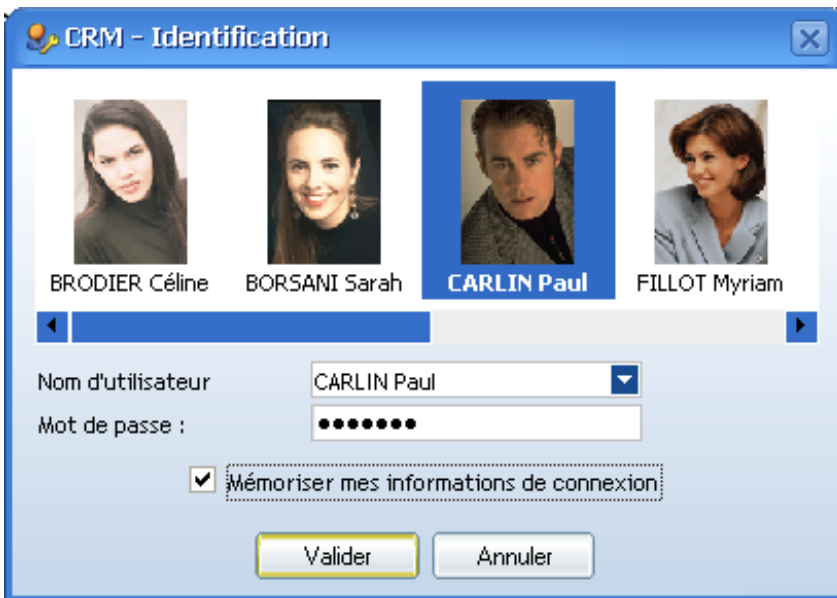 CRM - Identification
BRODIER Céline
BORSANI Sarah
CARLIN Paul
FILLOT Myriam
Nom d'utilisateur
CARLIN Paul
Mot de passe :
•••••••
Mémoriser mes informations de connexion
Valider
Annuler